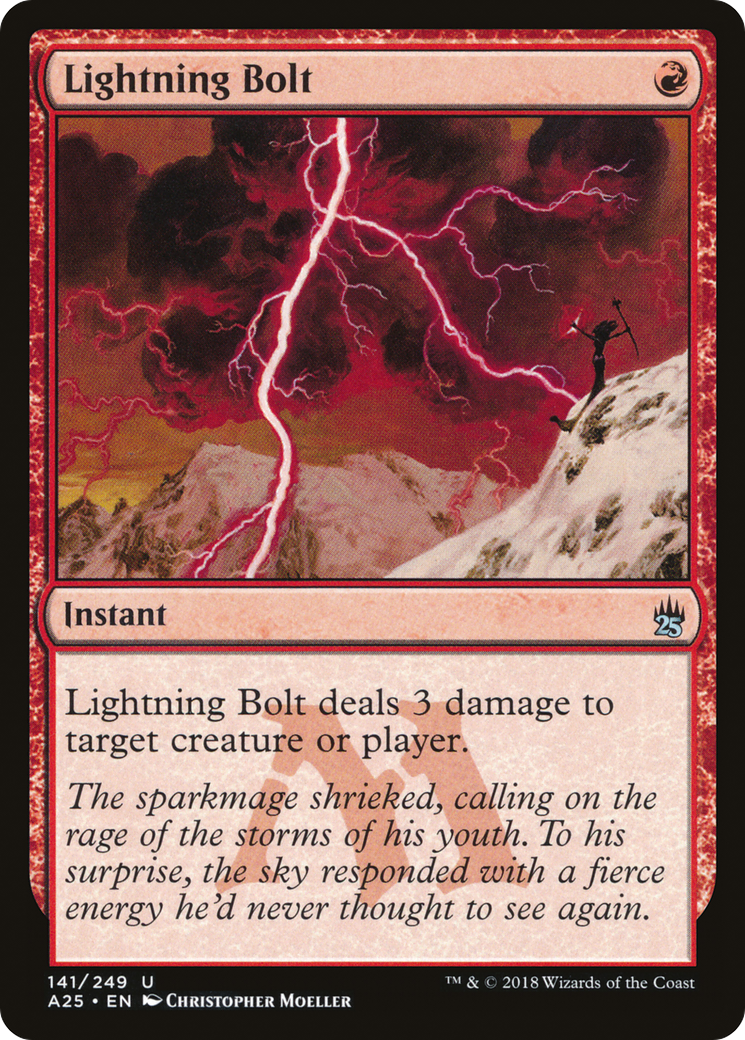 Lightning Bolt
Instant
25
Lightning Bolt deals 3 damage to
target creature or player.
The sparkmage shrieked, calling on the
rage of the storms of his youth. To his
surprise, the sky responded with a fierce
energy he'd never thought to see again.
141/249 U
A25 • EN Christopher Moeller
™ & © 2018 Wizards of the Coast